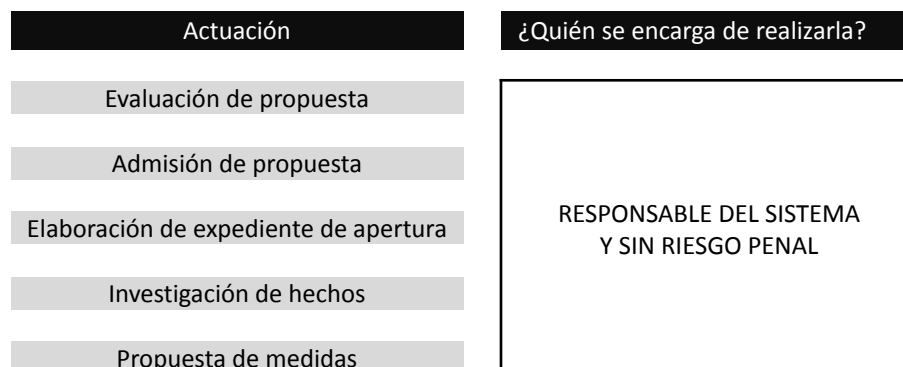 Actuación
¿Quién se encarga de realizarla?
Evaluación de propuesta
Admisión de propuesta
Elaboración de expediente de apertura
Investigación de hechos
Propuesta de medidas
RESPONSABLE DEL SISTEMA
Y SIN RIESGO PENAL